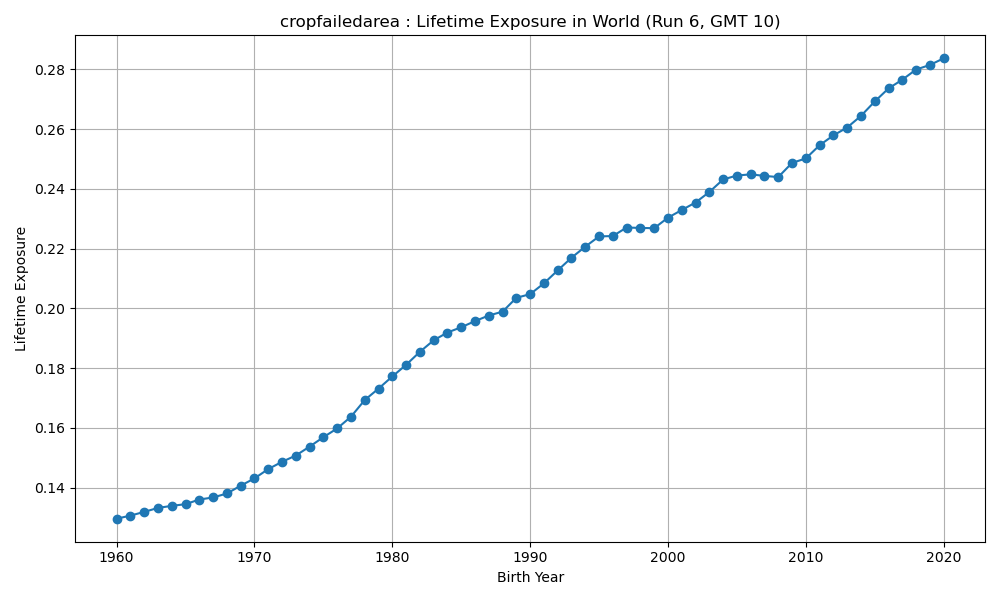 cropfailedarea : Lifetime Exposure in World (Run 6, GMT 10)
Lifetime Exposure
0.28
0.26
0.24
0.22
0.20
0.18
0.16
0.14
1960 1970 1980 1990 2000 2010 2020
Birth Year